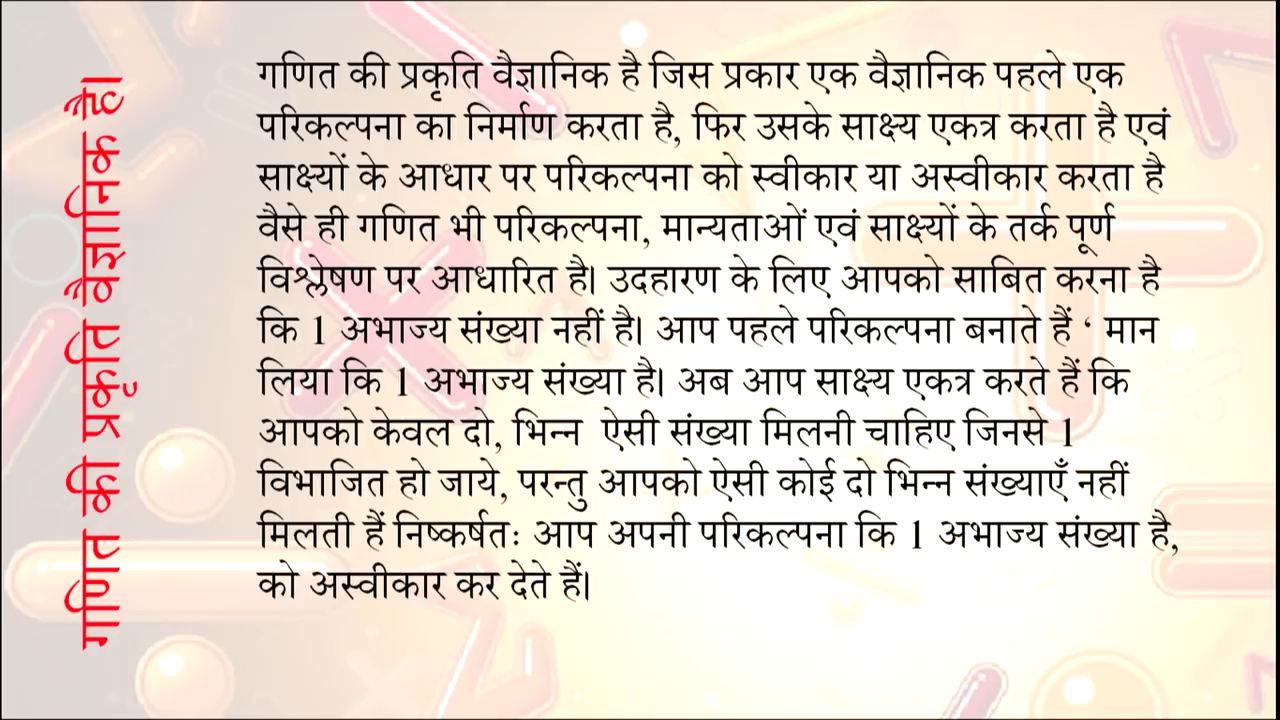 गणित की प्रकृति वैज्ञानिक है।
गणित की प्रकृति वैज्ञानिक है जिस प्रकार एक वैज्ञानिक पहले एक
परिकल्पना का निर्माण करता है, फिर उसके साक्ष्य एकत्र करता है एवं
साक्ष्यों के आधार पर परिकल्पना को स्वीकार या अस्वीकार करता है
वैसे ही गणित भी परिकल्पना, मान्यताओं एवं साक्ष्यों के तर्क पूर्ण
विश्लेषण पर आधारित है। उदहारण के लिए आपको साबित करना है
कि 1 अभाज्य संख्या नहीं है। आप पहले परिकल्पना बनाते हैं ‘ मान
लिया कि 1 अभाज्य संख्या है। अब आप साक्ष्य एकत्र करते हैं कि
आपको केवल दो, भिन्न ऐसी संख्या मिलनी चाहिए जिनसे 1
विभाजित हो जाये, परन्तु आपको ऐसी कोई दो भिन्न संख्याएँ नहीं
मिलती हैं निष्कर्षतः आप अपनी परिकल्पना कि 1 अभाज्य संख्या है,
को अस्वीकार कर देते हैं।